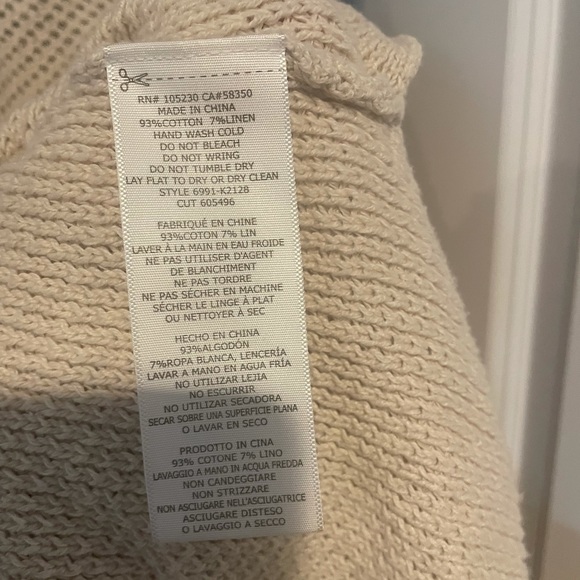 RN# 105230 CA#58350
MADE IN CHINA
93%COTTON 7%LINEN
HAND WASH COLD
DO NOT BLEACH
DO NOT WRING
DO NOT TUMBLE DRY
LAY FLAT TO DRY OR DRY CLEAN
STYLE 6991-K2128
CUT 605496
FABRIQUÉ EN CHINE
93%COTON 7% LIN
LAVER À LA MAIN EN EAU FROIDE
NE PAS UTILISER D'AGENT
DE BLANCHIMENT
NE PAS TORDRE
NE PAS SÉCHER EN MACHINE
SÉCHER LE LINGE À PLAT
OU NETTOYER À SEC
HECHO EN CHINA
93%ALGODÓN
7%ROPA BLANCA, LENCERÍA
LAVAR A MANO EN AGUA FRÍA
NO UTILIZAR LEJIA
NO ESCURRIR
NO UTILIZAR SECADORA
SECAR SOBRE UNA SUPERFICIE PLANA
O LAVAR EN SECO
PRODOTTO IN CINA
93% COTONE 7% LINO
LAVAGGIO A MANO IN ACQUA FREDDA
NON CANDEGGIARE
NON STRIZZARE
NON ASCIUGARE NELL'ASCIUGATRICE
ASCIUGARE DISTESO
O LAVAGGIO A SECCO